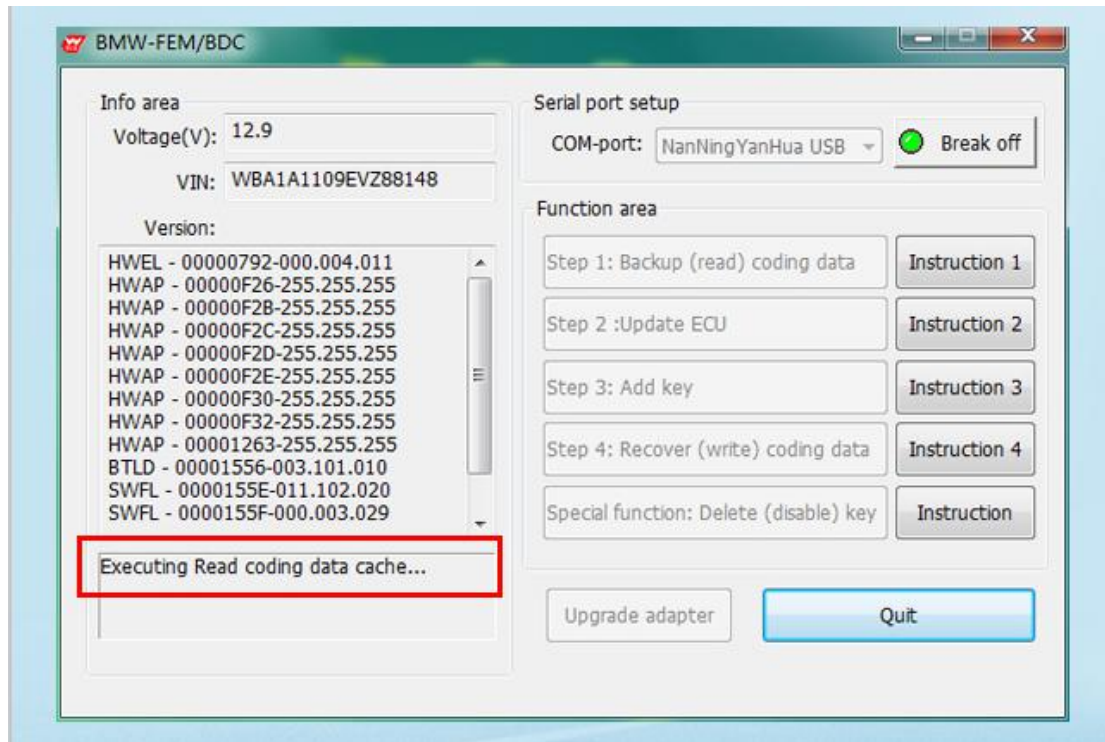 BMW-FEM/BDC
Info area
Voltage(V): 12.9
VIN: WBA1A1109EVZ88148
Version:
HWEL - 00000792-000.004.011
HWAP - 00000F26-255.255.255
HWAP - 00000F2B-255.255.255
HWAP - 00000F2C-255.255.255
HWAP - 00000F2D-255.255.255
HWAP - 00000F2E-255.255.255
HWAP - 00000F30-255.255.255
HWAP - 00000F32-255.255.255
HWAP - 00001263-255.255.255
BTLD - 00001556-003.101.010
SWFL - 0000155E-011.102.020
SWFL - 0000155F-000.003.029
Executing Read coding data cache...
Serial port setup
COM-port: NanNingYanHua USB Break off
Function area
Step 1: Backup (read) coding data Instruction 1
Step 2 :Update ECU Instruction 2
Step 3: Add key Instruction 3
Step 4: Recover (write) coding data Instruction 4
Special function: Delete (disable) key Instruction
Upgrade adapter Quit